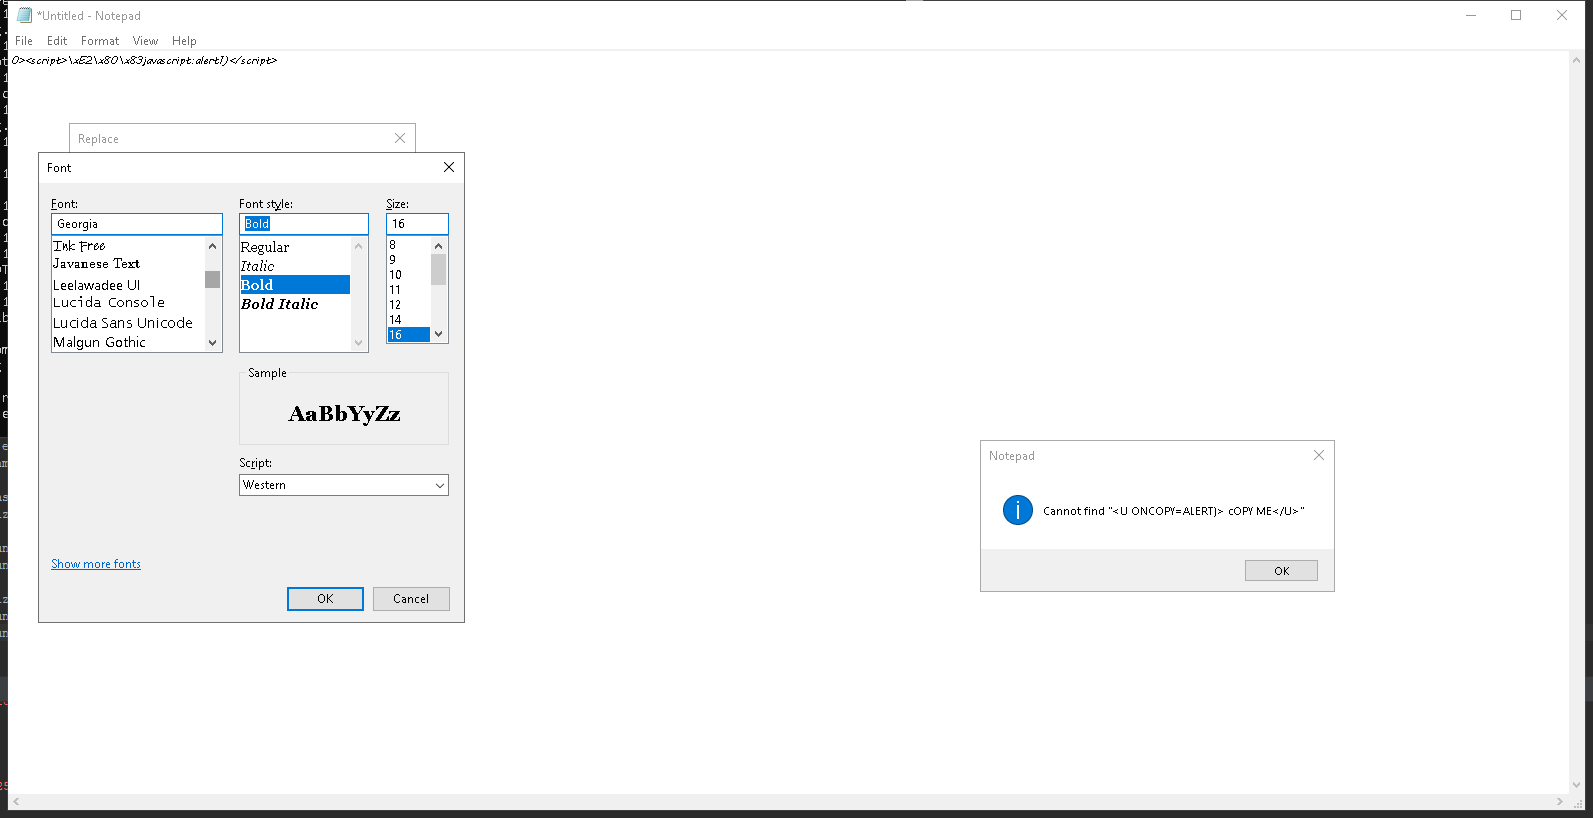 *Untitled - Notepad
File Edit Format View Help
0><script>\xE2\x80\x83javascript:alert1)</script>
Replace
Font
Font: Font style: Size:
Georgia Bold 16
Ink Free
Javanese Text
Leelawadee UI
Lucida Console
Lucida Sans Unicode
Malgun Gothic
Regular
Italic
Bold
Bold Italic
8
9
10
11
12
14
16
Sample
AaBbYyZz
Script:
Western
Show more fonts
OK Cancel
Notepad
Cannot find "<U ONCOPY=ALERT)> cOPY ME</U>"
OK